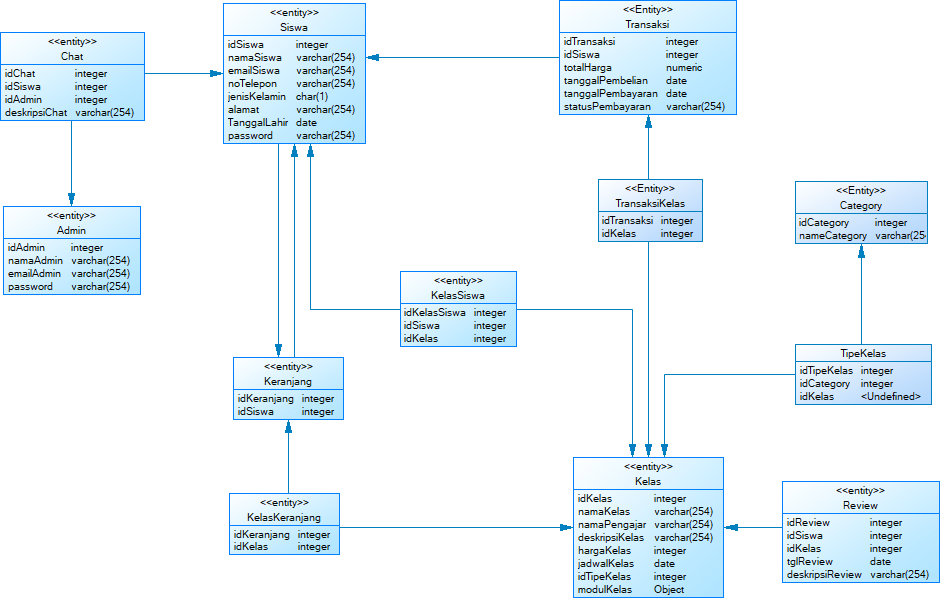 <<entity>>
Chat
idChat integer
idSiswa integer
idAdmin integer
deskripsiChat varchar(254)
<<entity>>
Siswa
idSiswa integer
namaSiswa varchar(254)
emailSiswa varchar(254)
noTelepon varchar(254)
jenisKelamin char(1)
alamat varchar(254)
TanggalLahir date
password varchar(254)
<<Entity>>
Transaksi
idTransaksi integer
idSiswa integer
totalHarga numeric
tanggalPembelian date
tanggalPembayaran date
statusPembayaran varchar(254)
<<entity>>
Admin
idAdmin integer
namaAdmin varchar(254)
emailAdmin varchar(254)
password varchar(254)
<<Entity>>
TransaksiKelas
idTransaksi integer
idKelas integer
<<Entity>>
Category
idCategory integer
nameCategory varchar(25
<<entity>>
KelasSiswa
idKelasSiswa integer
idSiswa integer
idKelas integer
<<entity>>
Keranjang
idKeranjang integer
idSiswa integer
TipeKelas
idTipeKelas integer
idCategory integer
idKelas <Undefined>
<<entity>>
KelasKeranjang
idKeranjang integer
idKelas integer
<<entity>>
Kelas
idKelas integer
namaKelas varchar(254)
namaPengajar varchar(254)
deskripsiKelas varchar(254)
hargaKelas integer
jadwalKelas date
idTipeKelas integer
modulKelas Object
<<entity>>
Review
idReview integer
idSiswa integer
idKelas integer
tglReview date
deskripsiReview varchar(254)